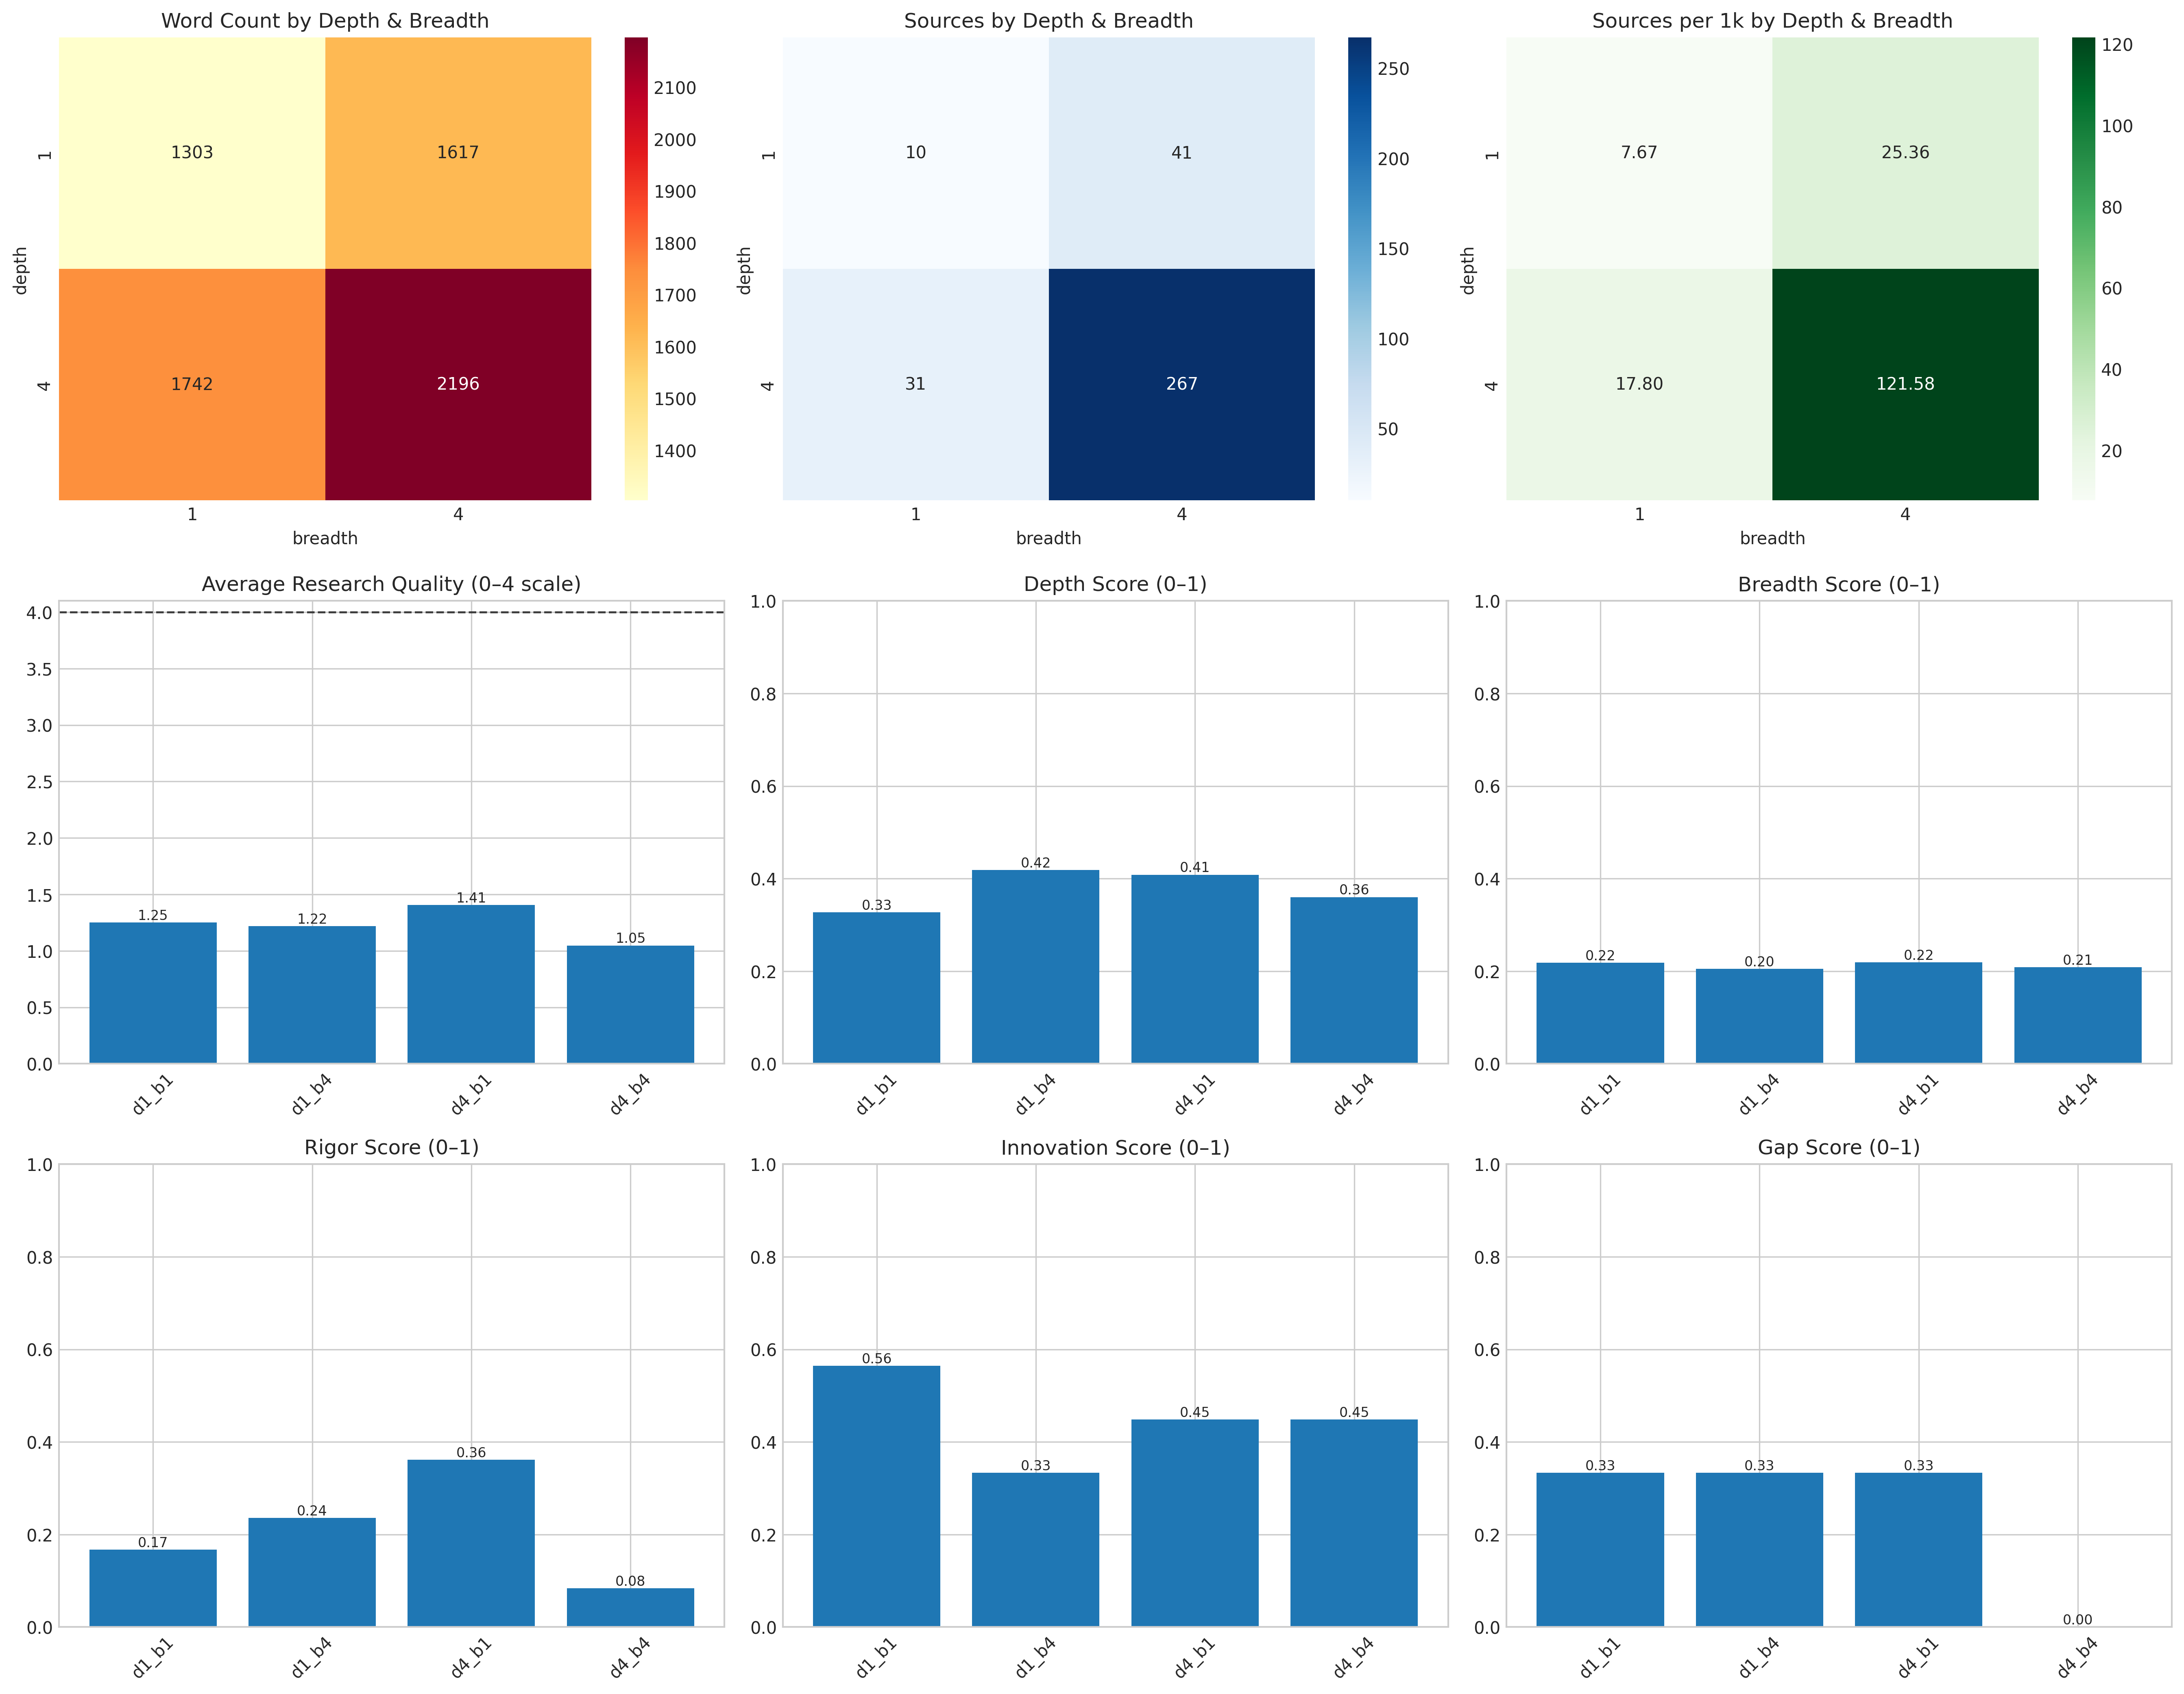 Word Count by Depth & Breadth
1303 1617
1742 2196
1
4
depth
1 4
breadth
2100
2000
1900
1800
1700
1600
1500
1400
Sources by Depth & Breadth
10 41
31 267
1
4
depth
1 4
breadth
250
200
150
100
50
Sources per 1k by Depth & Breadth
7.67 25.36
17.80 121.58
1
4
depth
1 4
breadth
120
100
80
60
40
20
Average Research Quality (0–4 scale)
4.0
3.5
3.0
2.5
2.0
1.5
1.0
0.5
0.0
1.25 1.22 1.41 1.05
d1_b1 d1_b4 d4_b1 d4_b4
Depth Score (0–1)
1.0
0.8
0.6
0.4
0.2
0.0
0.33 0.42 0.41 0.36
d1_b1 d1_b4 d4_b1 d4_b4
Breadth Score (0–1)
1.0
0.8
0.6
0.4
0.2
0.0
0.22 0.20 0.22 0.21
d1_b1 d1_b4 d4_b1 d4_b4
Rigor Score (0–1)
1.0
0.8
0.6
0.4
0.2
0.0
0.17 0.24 0.36 0.08
d1_b1 d1_b4 d4_b1 d4_b4
Innovation Score (0–1)
1.0
0.8
0.6
0.4
0.2
0.0
0.56 0.33 0.45 0.45
d1_b1 d1_b4 d4_b1 d4_b4
Gap Score (0–1)
1.0
0.8
0.6
0.4
0.2
0.0
0.33 0.33 0.33 0.00
d1_b1 d1_b4 d4_b1 d4_b4